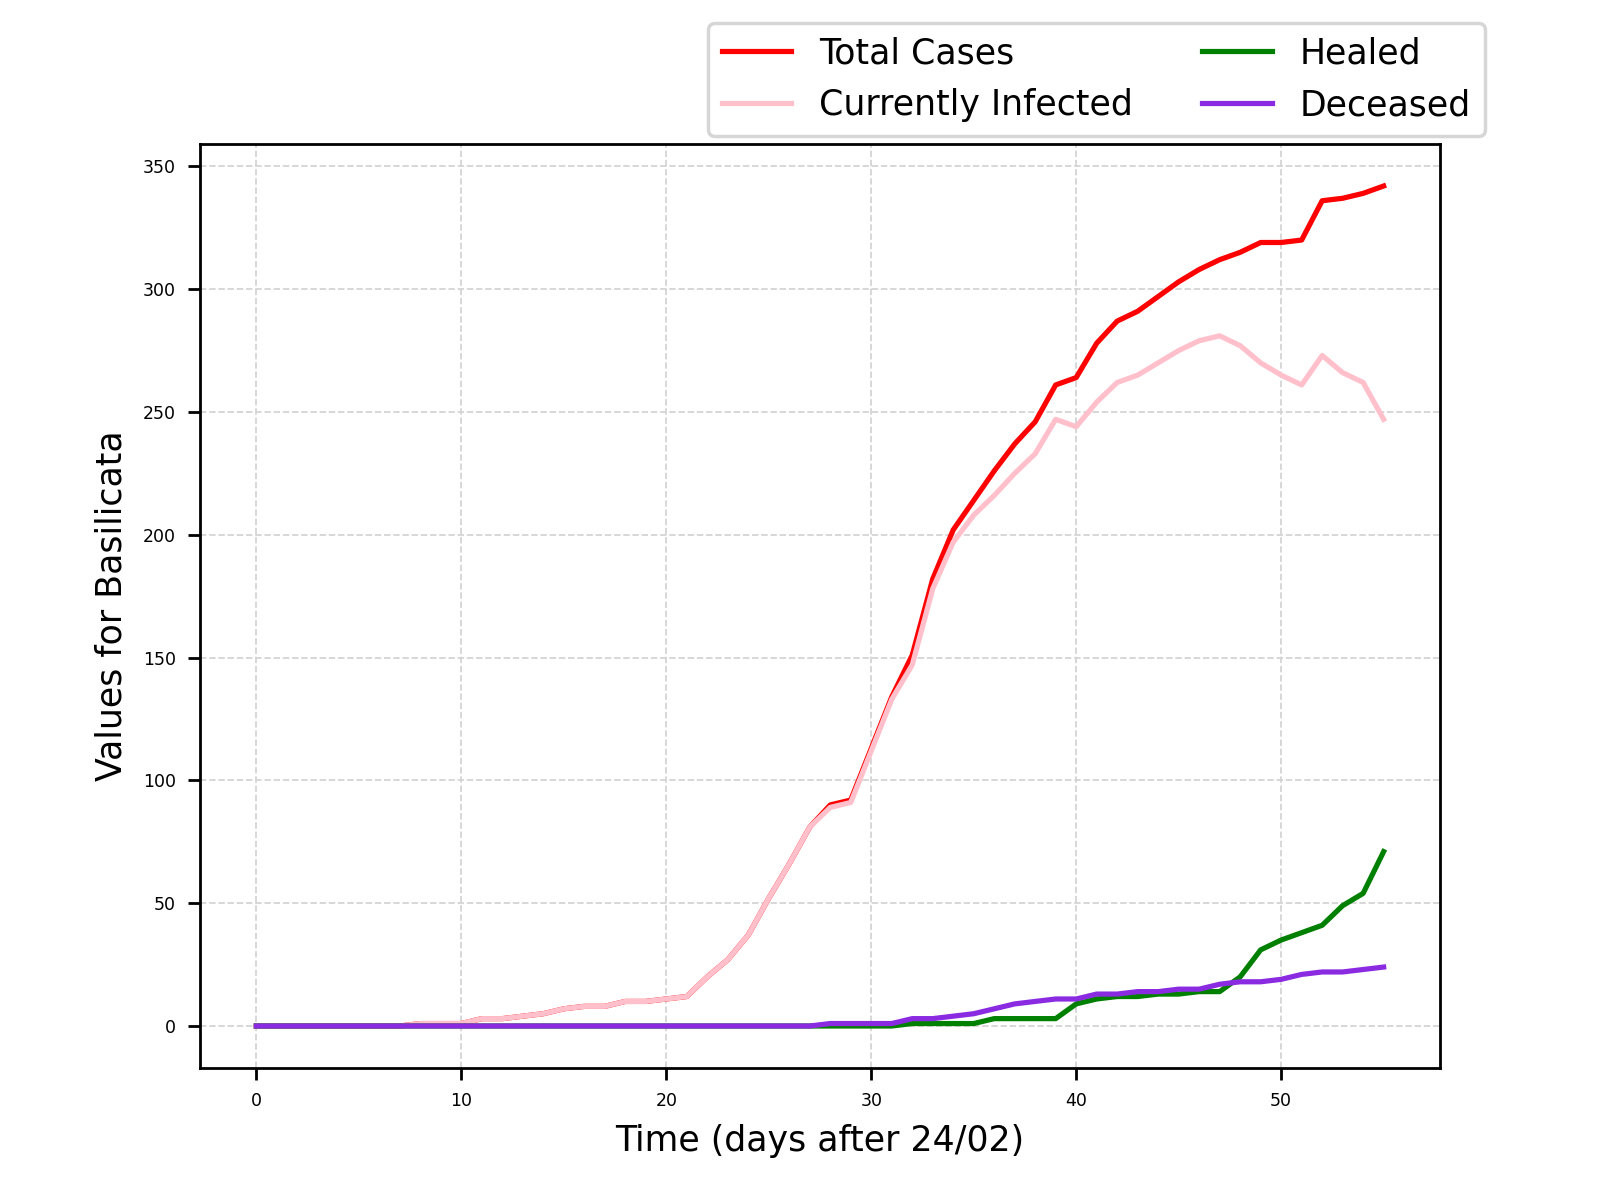 Total Cases
Currently Infected
Healed
Deceased
350
300
250
200
150
100
50
0
Values for Basilicata
0 10 20 30 40 50
Time (days after 24/02)